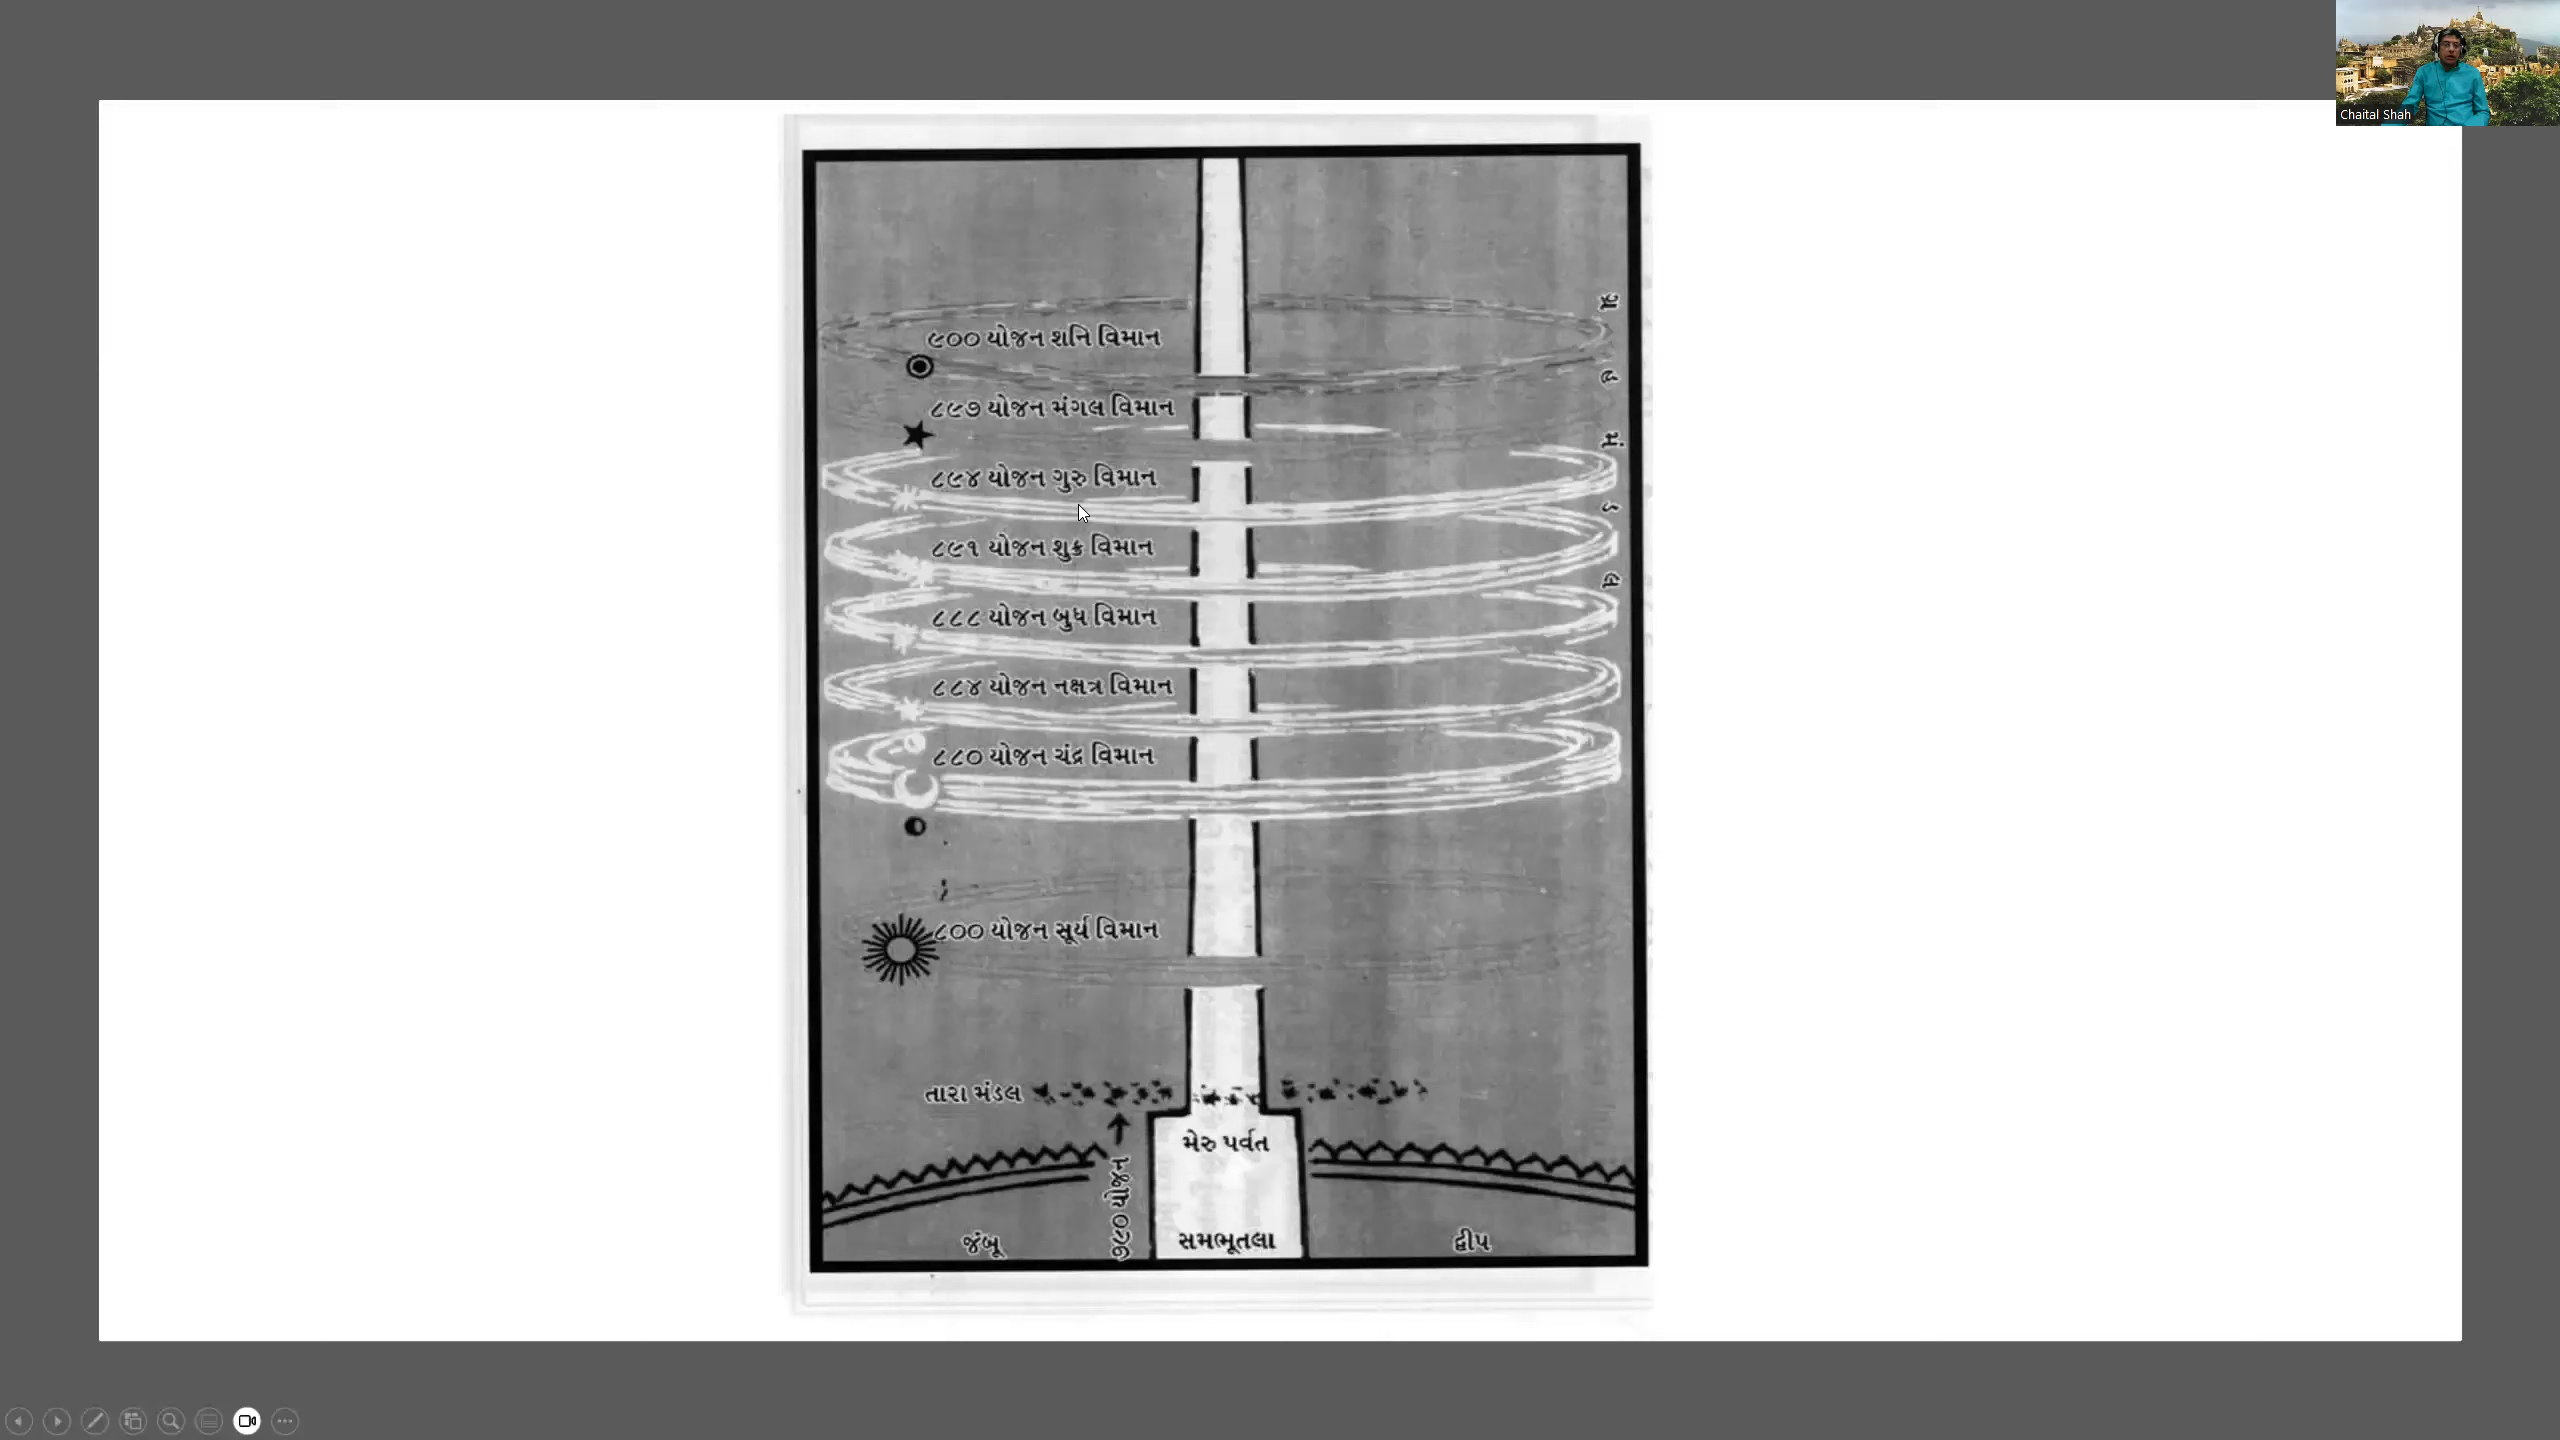 Chaital Shah
૯૦૦ યોજન શનિ વિમાન
૮૯૭ યોજન મંગલ વિમાન
૮૯૪ યોજન ગુરુ વિમાન
૮૯૧ યોજન શુક્ર વિમાન
૮૮૮ યોજન બુધ વિમાન
૮૮૪ યોજન નક્ષત્ર વિમાન
૮૮૦ યોજન ચંદ્ર વિમાન
૮૦૦ યોજન સૂર્ય વિમાન
તારા મંડલ
મેરુ પર્વત
૭૯૦ યોજન
જંબૂ
સમભૂતલા
દ્વીપ
ગ્ર
હ
મં
ડ
લ